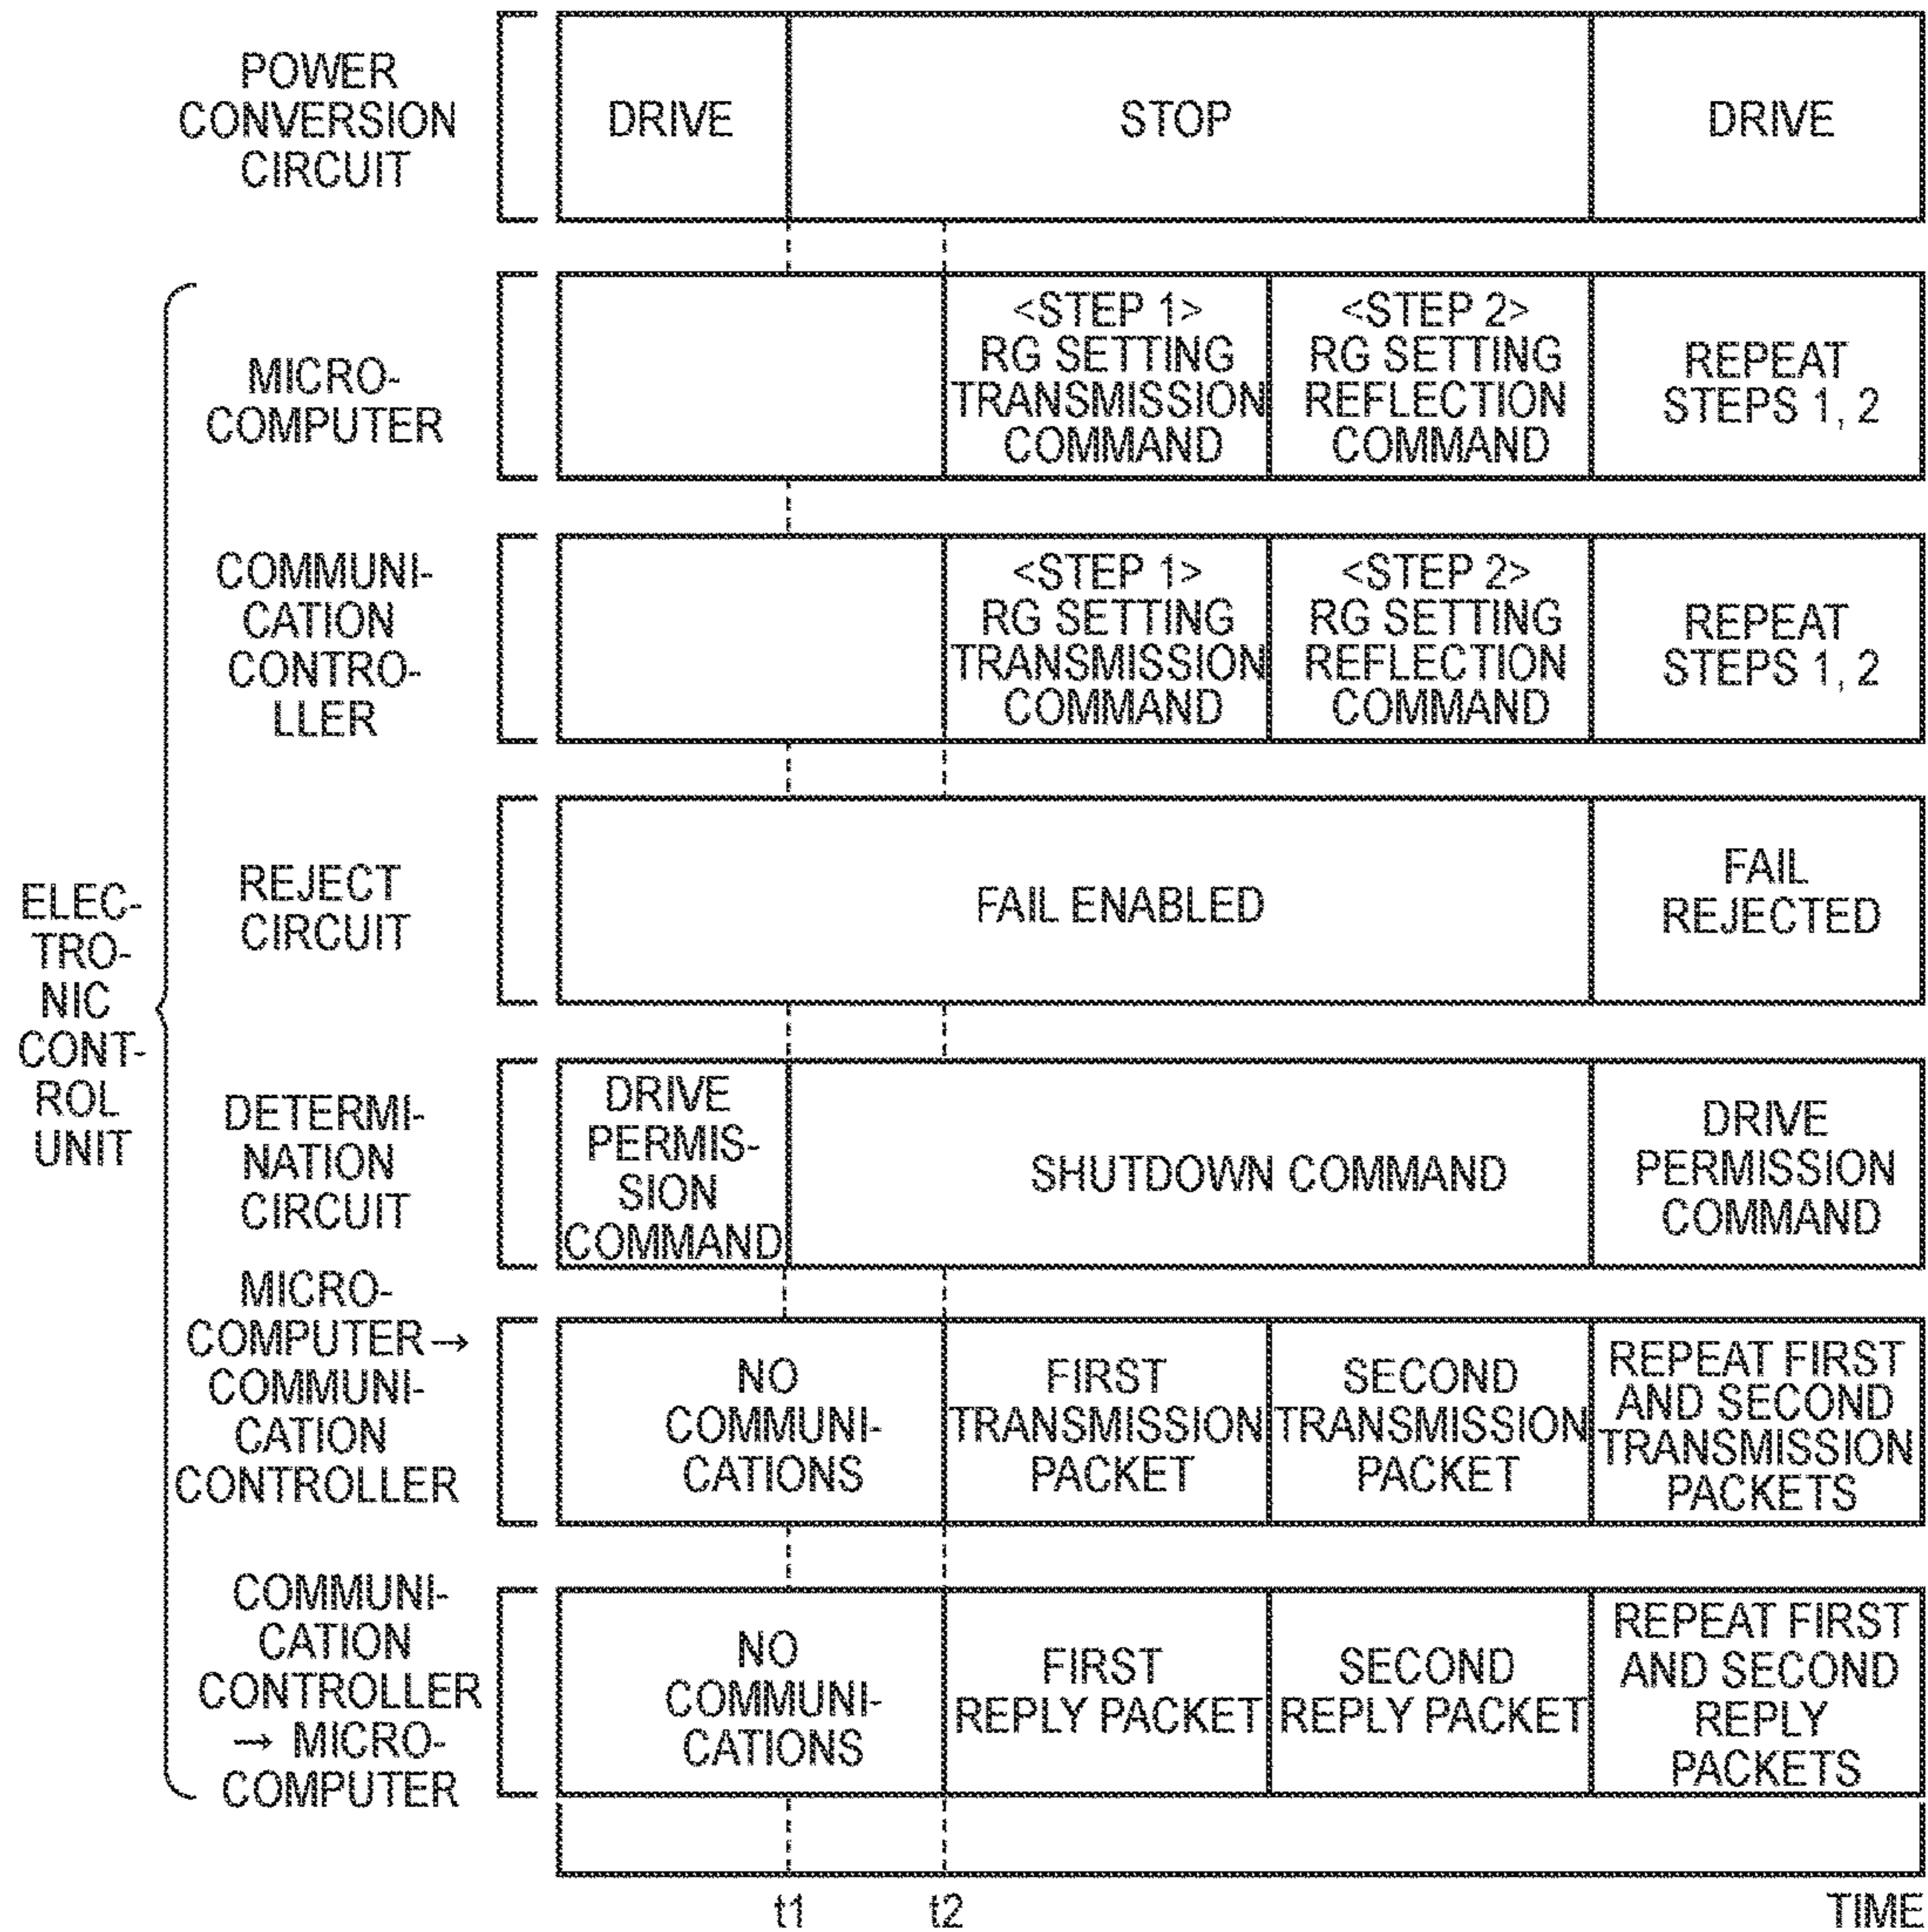 POWER
CONVERSION
CIRCUIT
DRIVE
STOP
DRIVE
ELEC-
TRO-
NIC
CONT-
ROL
UNIT
MICRO-
COMPUTER
<STEP 1>
RG SETTING
TRANSMISSION
COMMAND
<STEP 2>
RG SETTING
REFLECTION
COMMAND
REPEAT
STEPS 1, 2
COMMUNI-
CATION
CONTRO-
LLER
<STEP 1>
RG SETTING
TRANSMISSION
COMMAND
<STEP 2>
RG SETTING
REFLECTION
COMMAND
REPEAT
STEPS 1, 2
REJECT
CIRCUIT
FAIL ENABLED
FAIL
REJECTED
DETERMI-
NATION
CIRCUIT
DRIVE
PERMIS-
SION
COMMAND
SHUTDOWN COMMAND
DRIVE
PERMISSION
COMMAND
MICRO-
COMPUTER→
COMMUNI-
CATION
CONTROLLER
NO
COMMUNI-
CATIONS
FIRST
TRANSMISSION
PACKET
SECOND
TRANSMISSION
PACKET
REPEAT FIRST
AND SECOND
TRANSMISSION
PACKETS
COMMUNI-
CATION
CONTROLLER
→ MICRO-
COMPUTER
NO
COMMUNI-
CATIONS
FIRST
REPLY PACKET
SECOND
REPLY PACKET
REPEAT FIRST
AND SECOND
REPLY
PACKETS
t1
t2
TIME